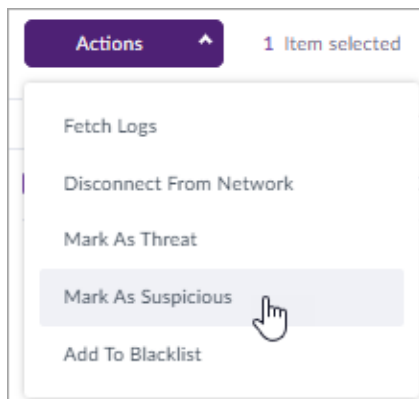 Actions
1 Item selected
Fetch Logs
Disconnect From Network
Mark As Threat
Mark As Suspicious
Add To Blacklist